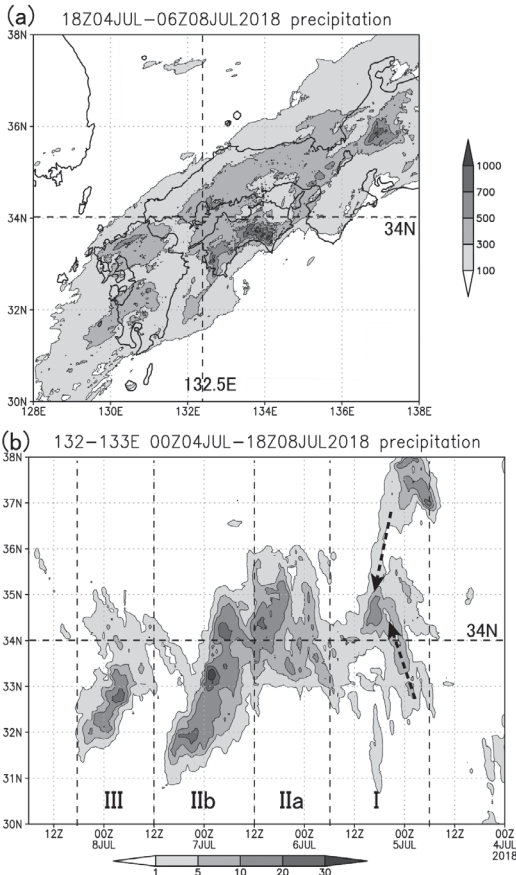 (a) 18Z04JUL-06Z08JUL2018 precipitation
38N
36N
34N
32N
30N
128E 130E 132E 134E 136E 138E
34N
132.5E
1000
700
500
300
100
(b) 132-133E 00Z04JUL-18Z08JUL2018 precipitation
38N
37N
36N
35N
34N
33N
32N
31N
30N
34N
III IIb IIa I
12Z 00Z 12Z 00Z 12Z 00Z 12Z 00Z 12Z 00Z
8JUL 7JUL 6JUL 5JUL 4JUL
2018
1 5 10 20 30